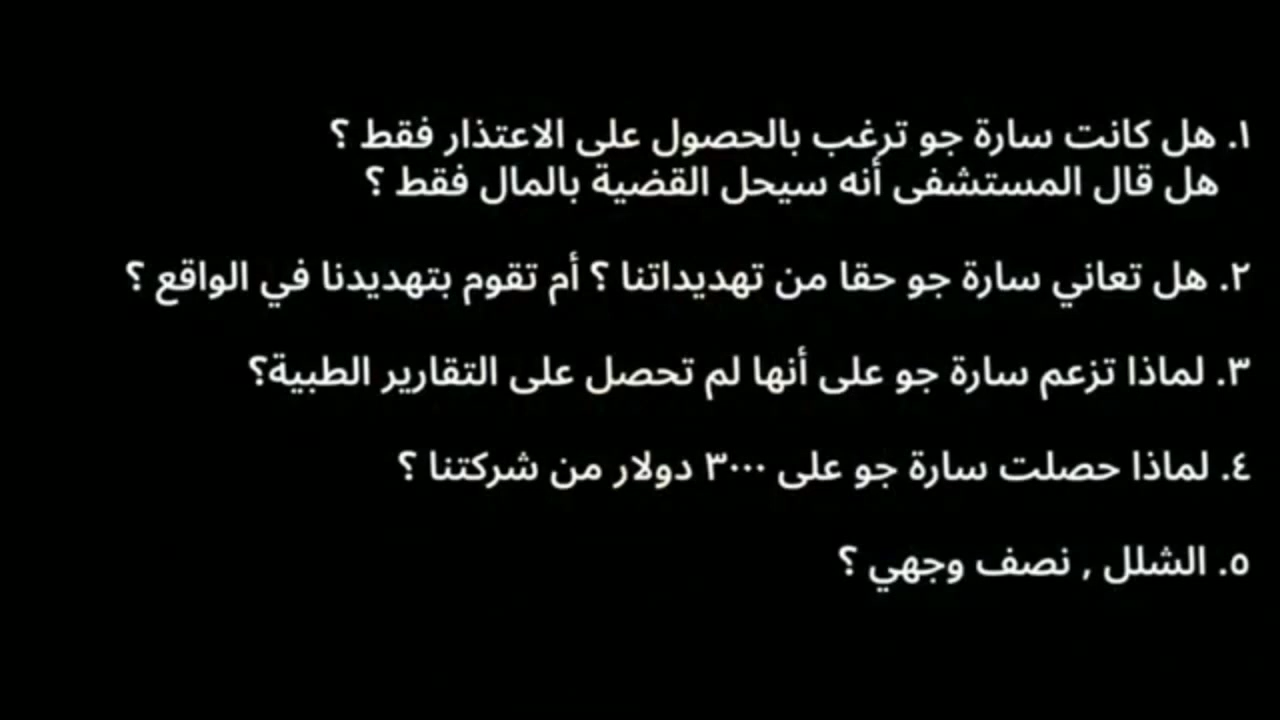 ١. هل كانت سارة جو ترغب بالحصول على الاعتذار فقط ؟
هل قال المستشفى أنه سيحل القضية بالمال فقط ؟
٢. هل تعاني سارة جو حقا من تهديداتنا ؟ أم تقوم بتهديدنا في الواقع ؟
٣. لماذا تزعم سارة جو على أنها لم تحصل على التقارير الطبية؟
٤. لماذا حصلت سارة جو على ٣٠٠٠ دولار من شركتنا ؟
٥. الشلل , نصف وجهي ؟